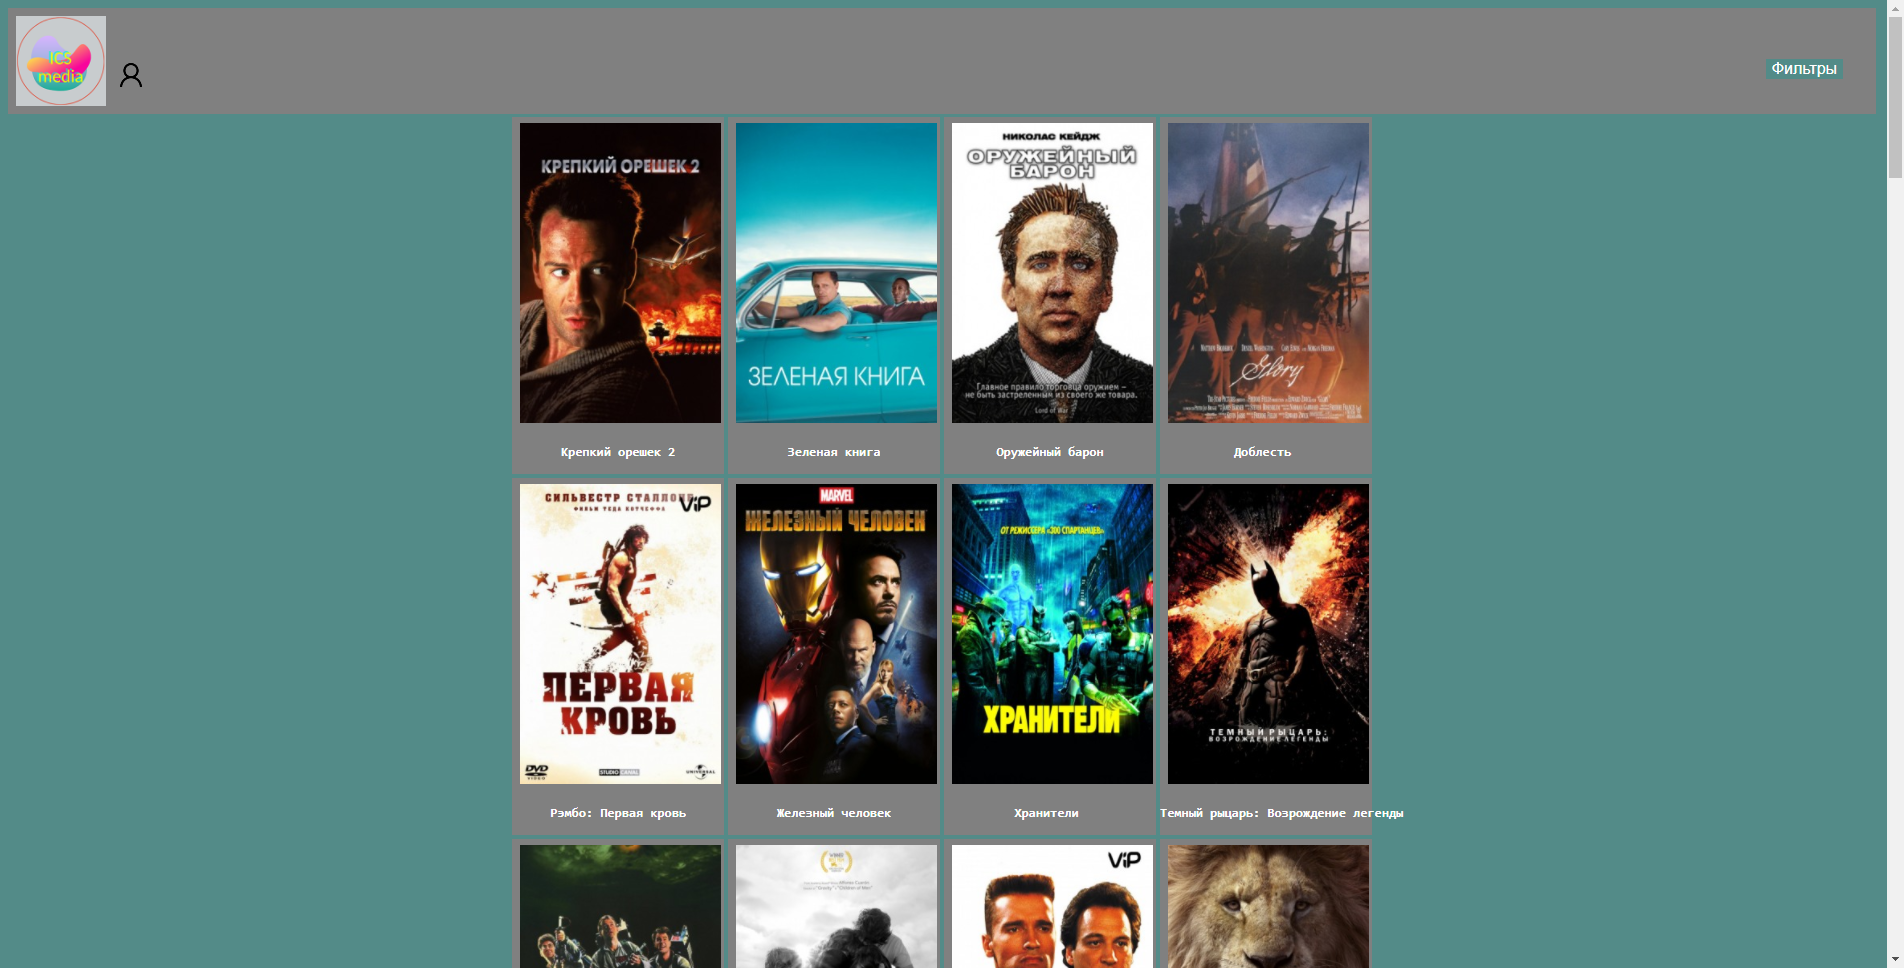 ICS
media
Фильтры
КРЕПКИЙ ОРЕШЕК 2
ЗЕЛЕНАЯ КНИГА
НИКОЛАС КЕЙДЖ
ОРУЖЕЙНЫЙ
БАРОН
Главное правило торговца оружием –
не быть застреленным из своего же товара.
Lord of War
Glory
Крепкий орешек 2
Зеленая книга
Оружейный барон
Доблесть
СИЛЬВЕСТР СТАЛЛОНЕ
ViP
ФИЛЬМ ТЕДА КОТЧЕФФА
ПЕРВАЯ
КРОВЬ
DVD
VIDEO
STUDIO CANAL
UNIVERSAL
MARVEL
ЖЕЛЕЗНЫЙ ЧЕЛОВЕК
ОТ РЕЖИССЕРА «300 СПАРТАНЦЕВ»
ХРАНИТЕЛИ
ТЕМНЫЙ РЫЦАРЬ:
ВОЗРОЖДЕНИЕ ЛЕГЕНДЫ
Рэмбо: Первая кровь
Железный человек
Хранители
Темный рыцарь: Возрождение легенды
ViP